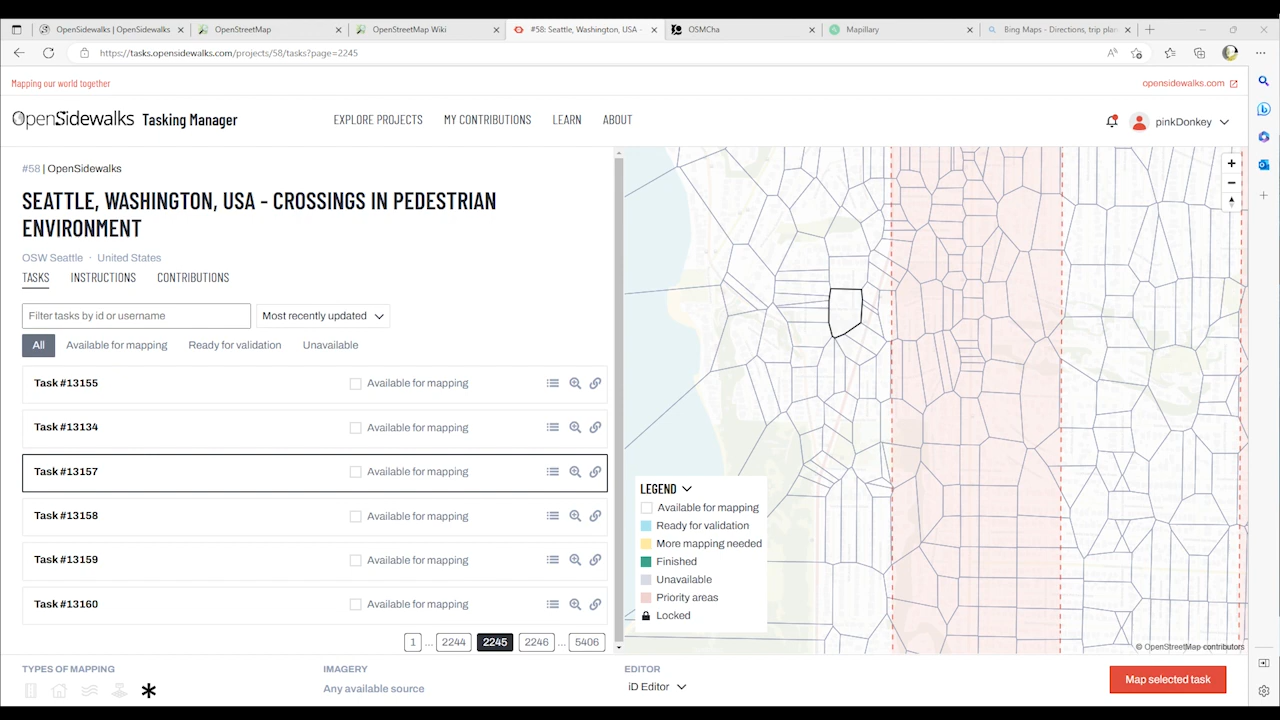 OpenSidewalks | OpenSidewalks
OpenStreetMap
OpenStreetMap Wiki
#58: Seattle, Washington, USA -
OSMCha
Mapillary
Bing Maps - Directions, trip plan
https://tasks.opensidewalks.com/projects/58/tasks?page=2245
Mapping our world together
opensidewalks.com
OpenSidewalks Tasking Manager
EXPLORE PROJECTS
MY CONTRIBUTIONS
LEARN
ABOUT
pinkDonkey
#58 | OpenSidewalks
SEATTLE, WASHINGTON, USA - CROSSINGS IN PEDESTRIAN
ENVIRONMENT
OSW Seattle · United States
TASKS
INSTRUCTIONS
CONTRIBUTIONS
Filter tasks by id or username
Most recently updated
All
Available for mapping
Ready for validation
Unavailable
Task #13155
Available for mapping
Task #13134
Available for mapping
Task #13157
Available for mapping
Task #13158
Available for mapping
Task #13159
Available for mapping
Task #13160
Available for mapping
1 ... 2244 2245 2246 ... 5406
LEGEND
Available for mapping
Ready for validation
More mapping needed
Finished
Unavailable
Priority areas
Locked
© OpenStreetMap contributors
TYPES OF MAPPING
IMAGERY
Any available source
EDITOR
iD Editor
Map selected task